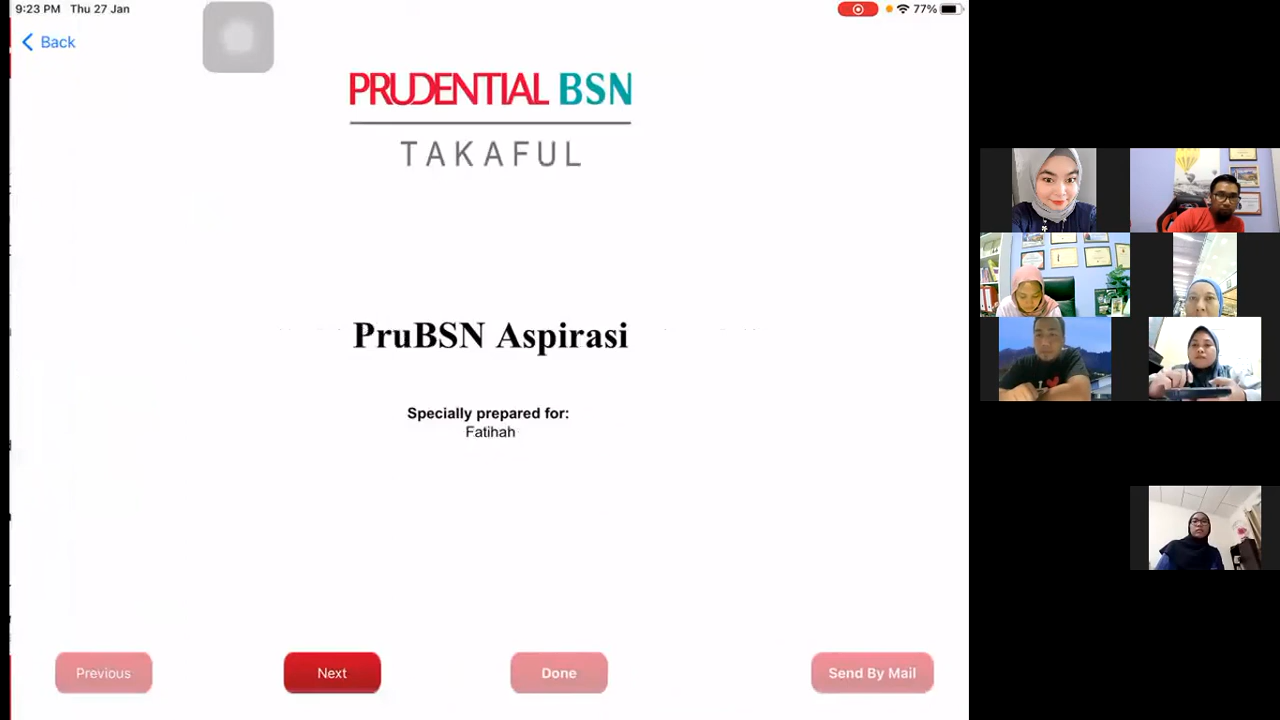 9:23 PM Thu 27 Jan
77%
Back
PRUDENTIAL BSN
TAKAFUL
PruBSN Aspirasi
Specially prepared for:
Fatihah
Previous
Next
Done
Send By Mail